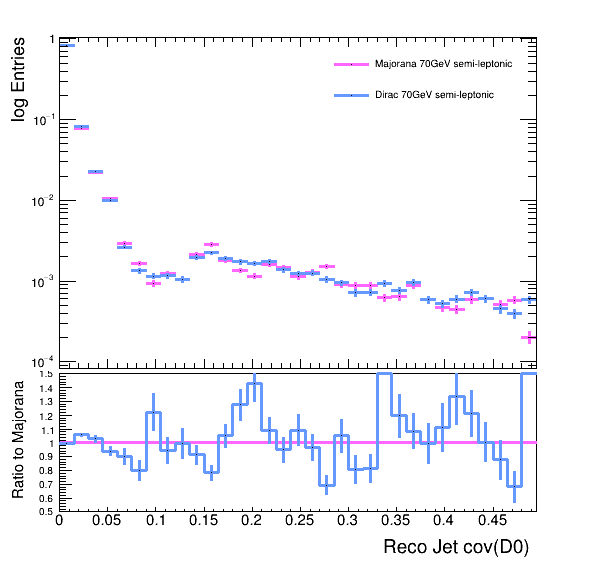 log Entries
1
10⁻¹
10⁻²
10⁻³
10⁻⁴
Majorana 70GeV semi-leptonic
Dirac 70GeV semi-leptonic
Ratio to Majorana
1.5
1.4
1.3
1.2
1.1
1
0.9
0.8
0.7
0.6
0.5
0 0.05 0.1 0.15 0.2 0.25 0.3 0.35 0.4 0.45
Reco Jet cov(D0)